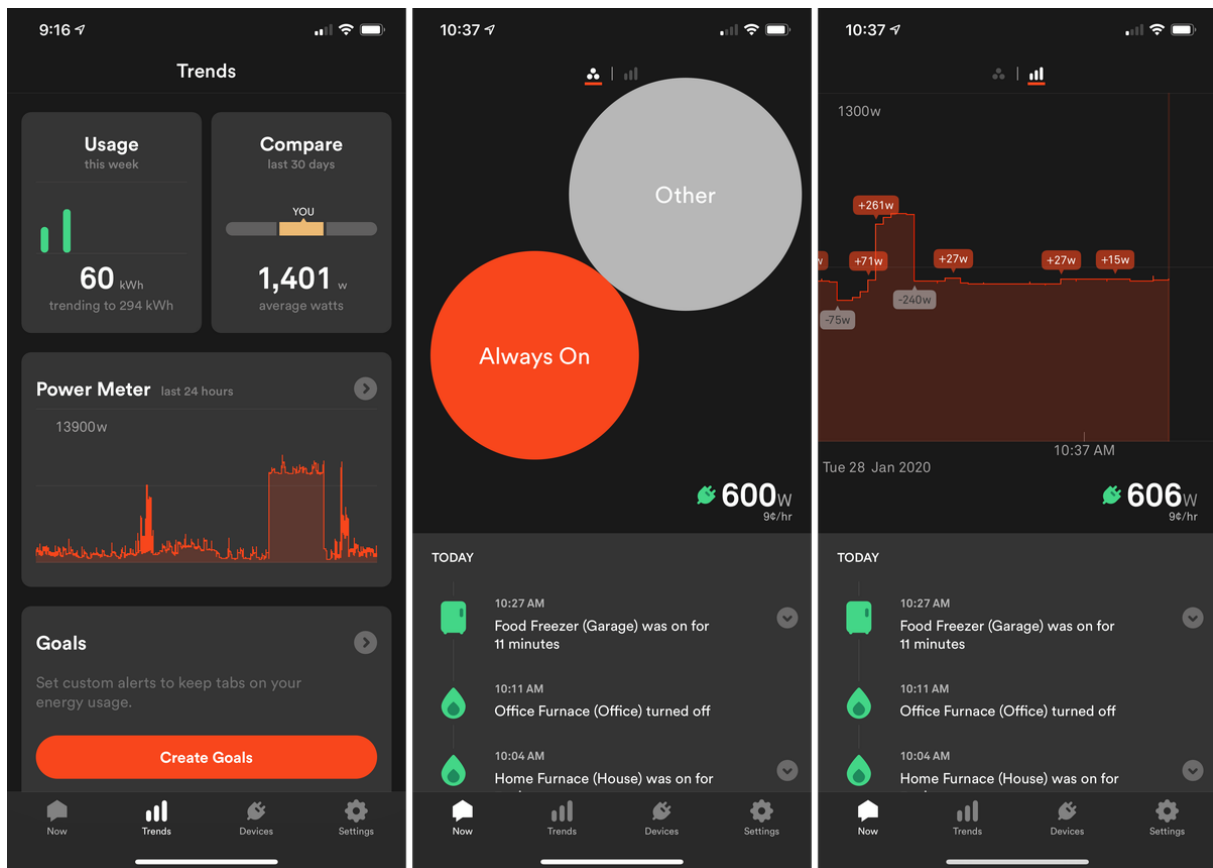 9:16
Trends
Usage
this week
60 kWh
trending to 294 kWh
Compare
last 30 days
YOU
1,401 w
average watts
Power Meter last 24 hours
13900w
Goals
Set custom alerts to keep tabs on your
energy usage.
Create Goals
Now
Trends
Devices
Settings
10:37
Other
Always On
600w
9¢/hr
TODAY
10:27 AM
Food Freezer (Garage) was on for
11 minutes
10:11 AM
Office Furnace (Office) turned off
10:04 AM
Home Furnace (House) was on for
Now
Trends
Devices
Settings
10:37
1300w
+261w
w
+71w
+27w
+27w
+15w
-240w
-75w
10:37 AM
Tue 28 Jan 2020
606w
9¢/hr
TODAY
10:27 AM
Food Freezer (Garage) was on for
11 minutes
10:11 AM
Office Furnace (Office) turned off
10:04 AM
Home Furnace (House) was on for
Now
Trends
Devices
Settings